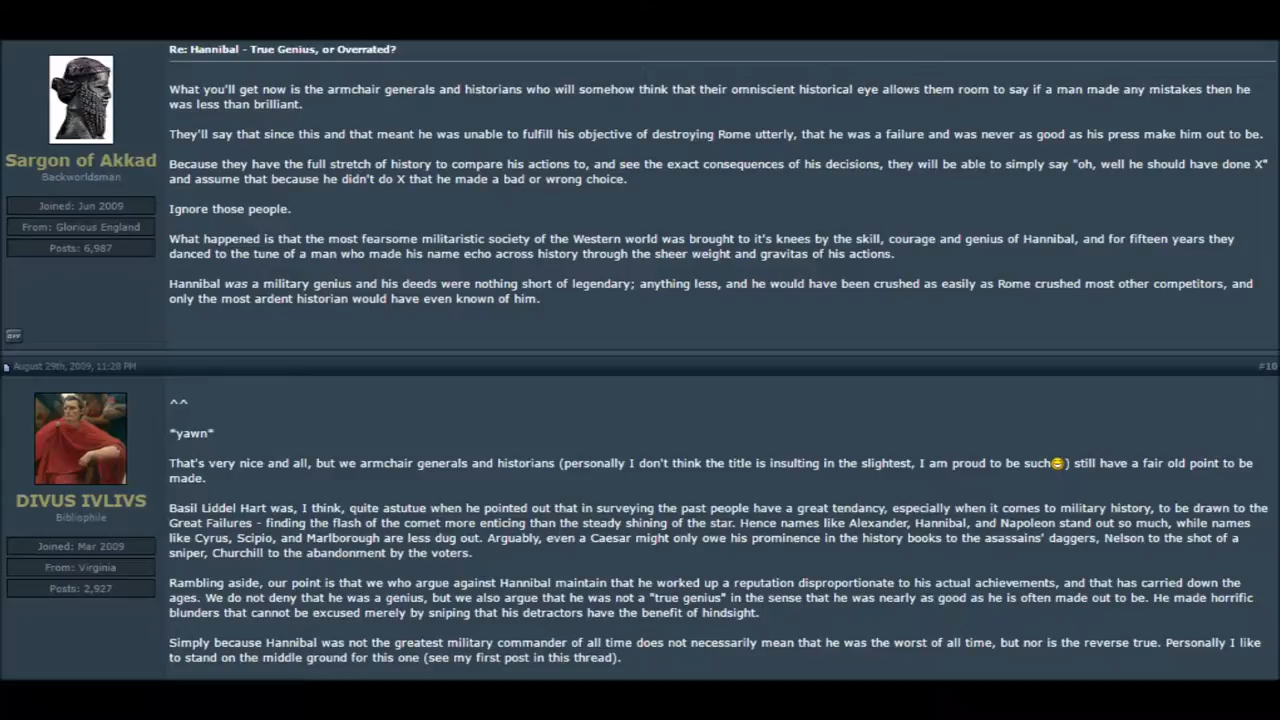 Re: Hannibal - True Genius, or Overrated?
What you'll get now is the armchair generals and historians who will somehow think that their omniscient historical eye allows them room to say if a man made any mistakes then he
was less than brilliant.
They'll say that since this and that meant he was unable to fulfill his objective of destroying Rome utterly, that he was a failure and was never as good as his press make him out to be.
Sargon of Akkad
Backworldsman
Joined: Jun 2009
From: Glorious England
Posts: 6,987
Because they have the full stretch of history to compare his actions to, and see the exact consequences of his decisions, they will be able to simply say "oh, well he should have done X"
and assume that because he didn't do X that he made a bad or wrong choice.
Ignore those people.
What happened is that the most fearsome militaristic society of the Western world was brought to it's knees by the skill, courage and genius of Hannibal, and for fifteen years they
danced to the tune of a man who made his name echo across history through the sheer weight and gravitas of his actions.
Hannibal was a military genius and his deeds were nothing short of legendary; anything less, and he would have been crushed as easily as Rome crushed most other competitors, and
only the most ardent historian would have even known of him.
OFF
August 29th, 2009, 11:28 PM
#10
DIVUS IVLIVS
Bibliophile
Joined: Mar 2009
From: Virginia
Posts: 2,927
^^
*yawn*
That's very nice and all, but we armchair generals and historians (personally I don't think the title is insulting in the slightest, I am proud to be such😁) still have a fair old point to be
made.
Basil Liddel Hart was, I think, quite astutue when he pointed out that in surveying the past people have a great tendancy, especially when it comes to military history, to be drawn to the
Great Failures - finding the flash of the comet more enticing than the steady shining of the star. Hence names like Alexander, Hannibal, and Napoleon stand out so much, while names
like Cyrus, Scipio, and Marlborough are less dug out. Arguably, even a Caesar might only owe his prominence in the history books to the asassains' daggers, Nelson to the shot of a
sniper, Churchill to the abandonment by the voters.
Rambling aside, our point is that we who argue against Hannibal maintain that he worked up a reputation disproportionate to his actual achievements, and that has carried down the
ages. We do not deny that he was a genius, but we also argue that he was not a "true genius" in the sense that he was nearly as good as he is often made out to be. He made horrific
blunders that cannot be excused merely by sniping that his detractors have the benefit of hindsight.
Simply because Hannibal was not the greatest military commander of all time does not necessarily mean that he was the worst of all time, but nor is the reverse true. Personally I like
to stand on the middle ground for this one (see my first post in this thread).